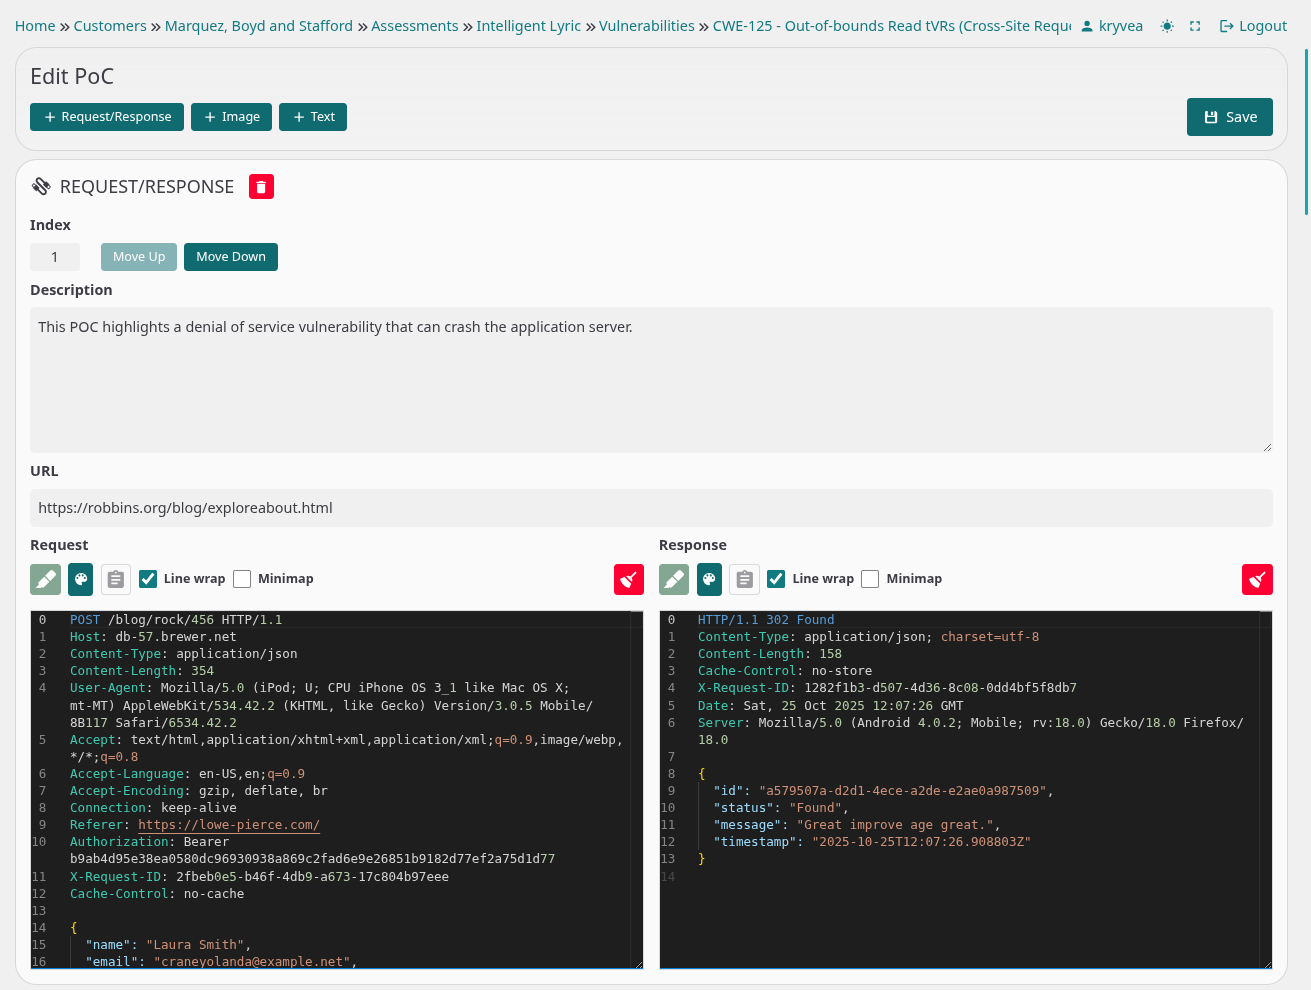 Home » Customers » Marquez, Boyd and Stafford » Assessments » Intelligent Lyric » Vulnerabilities » CWE-125 - Out-of-bounds Read tVRs (Cross-Site Reque kryvea Logout
Edit PoC
+ Request/Response + Image + Text Save
REQUEST/RESPONSE
Index
1 Move Up Move Down
Description
This POC highlights a denial of service vulnerability that can crash the application server.
URL
https://robbins.org/blog/exploreabout.html
Request
Line wrap Minimap
0 POST /blog/rock/456 HTTP/1.1
1 Host: db-57.brewer.net
2 Content-Type: application/json
3 Content-Length: 354
4 User-Agent: Mozilla/5.0 (iPod; U; CPU iPhone OS 3_1 like Mac OS X;
mt-MT) AppleWebKit/534.42.2 (KHTML, like Gecko) Version/3.0.5 Mobile/
8B117 Safari/6534.42.2
5 Accept: text/html,application/xhtml+xml,application/xml;q=0.9,image/webp,
*/*;q=0.8
6 Accept-Language: en-US,en;q=0.9
7 Accept-Encoding: gzip, deflate, br
8 Connection: keep-alive
9 Referer: https://lowe-pierce.com/
10 Authorization: Bearer
b9ab4d95e38ea0580dc96930938a869c2fad6e9e26851b9182d77ef2a75d1d77
11 X-Request-ID: 2fbeb0e5-b46f-4db9-a673-17c804b97eee
12 Cache-Control: no-cache
13
14 {
15 "name": "Laura Smith",
16 "email": "craneyolanda@example.net",
Response
Line wrap Minimap
0 HTTP/1.1 302 Found
1 Content-Type: application/json; charset=utf-8
2 Content-Length: 158
3 Cache-Control: no-store
4 X-Request-ID: 1282f1b3-d507-4d36-8c08-0dd4bf5f8db7
5 Date: Sat, 25 Oct 2025 12:07:26 GMT
6 Server: Mozilla/5.0 (Android 4.0.2; Mobile; rv:18.0) Gecko/18.0 Firefox/
18.0
7
8 {
9 "id": "a579507a-d2d1-4ece-a2de-e2ae0a987509",
10 "status": "Found",
11 "message": "Great improve age great.",
12 "timestamp": "2025-10-25T12:07:26.908803Z"
13 }
14